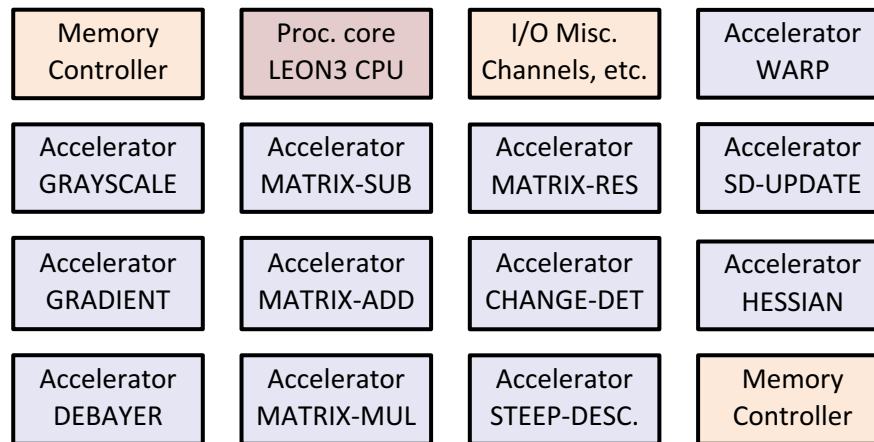 Memory
Controller
Proc. core
LEON3 CPU
I/O Misc.
Channels, etc.
Accelerator
WARP
Accelerator
GRAYSCALE
Accelerator
MATRIX-SUB
Accelerator
MATRIX-RES
Accelerator
SD-UPDATE
Accelerator
GRADIENT
Accelerator
MATRIX-ADD
Accelerator
CHANGE-DET
Accelerator
HESSIAN
Accelerator
DEBAYER
Accelerator
MATRIX-MUL
Accelerator
STEEP-DESC.
Memory
Controller